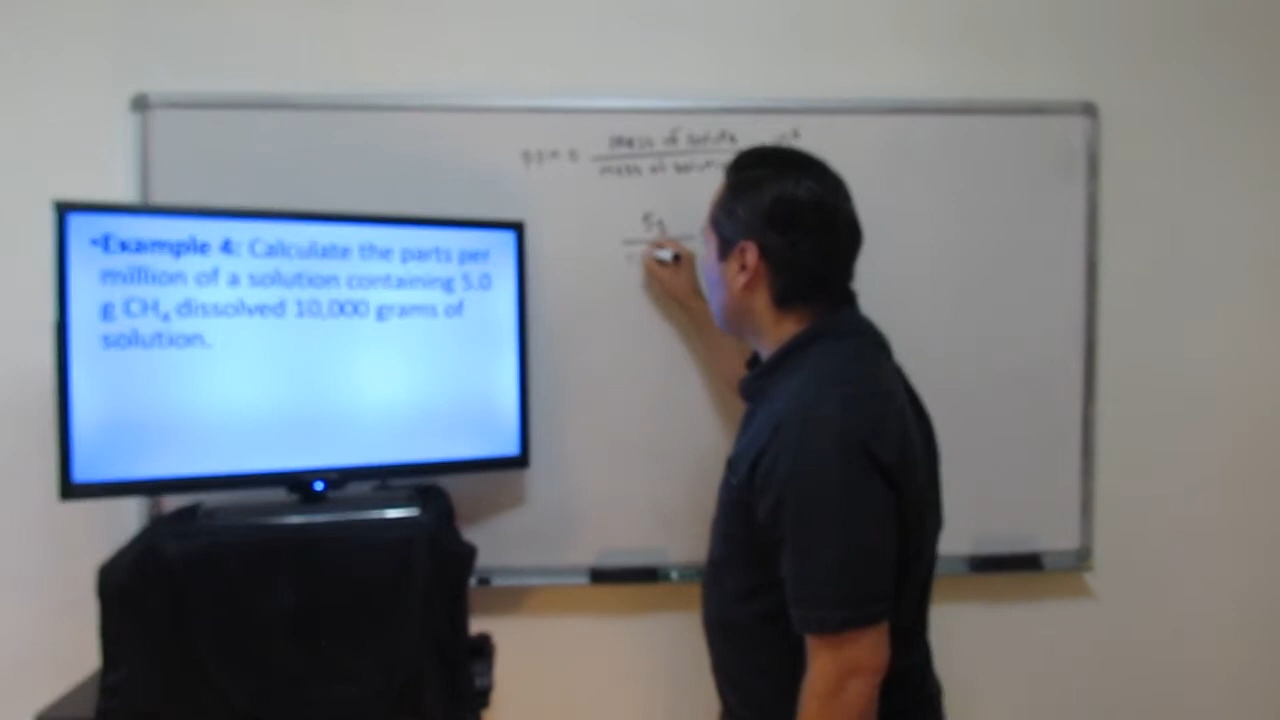 •Example 4: Calculate the parts per
million of a solution containing 5.0
g CH₄ dissolved 10,000 grams of
solution.
ppm = mass of solute
mass of solution
5g